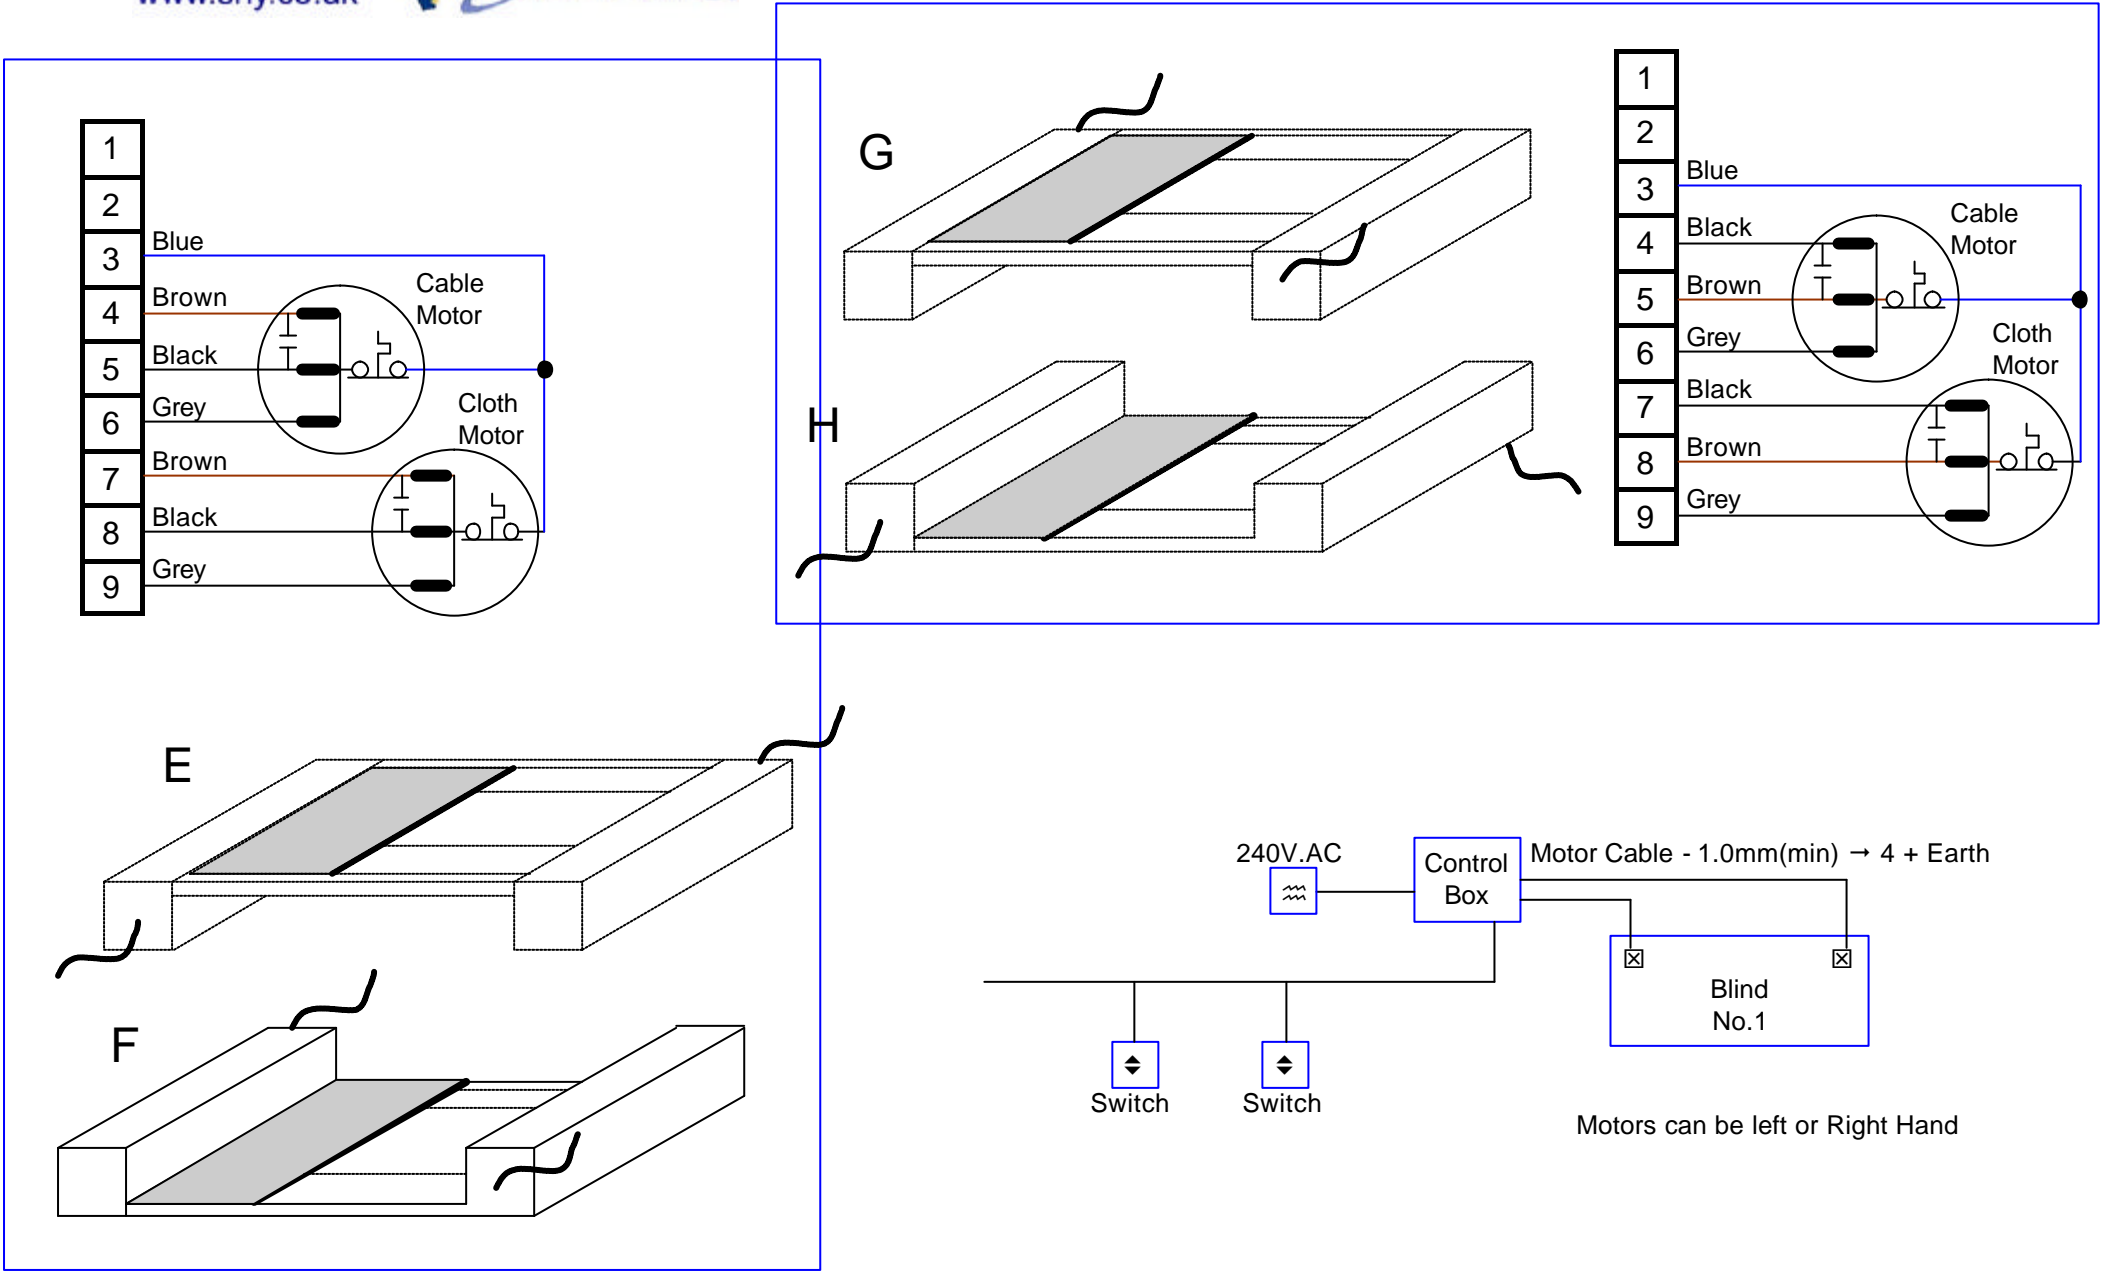 1
2
3
4
5
6
7
8
9
Blue
Brown
Black
Grey
Brown
Black
Grey
Cable
Motor
Cloth
Motor
E
F
G
H
1
2
3
4
5
6
7
8
9
Blue
Black
Brown
Grey
Black
Brown
Grey
Cable
Motor
Cloth
Motor
240V.AC
Control
Box
Motor Cable - 1.0mm(min) → 4 + Earth
Blind
No.1
Switch
Switch
Motors can be left or Right Hand